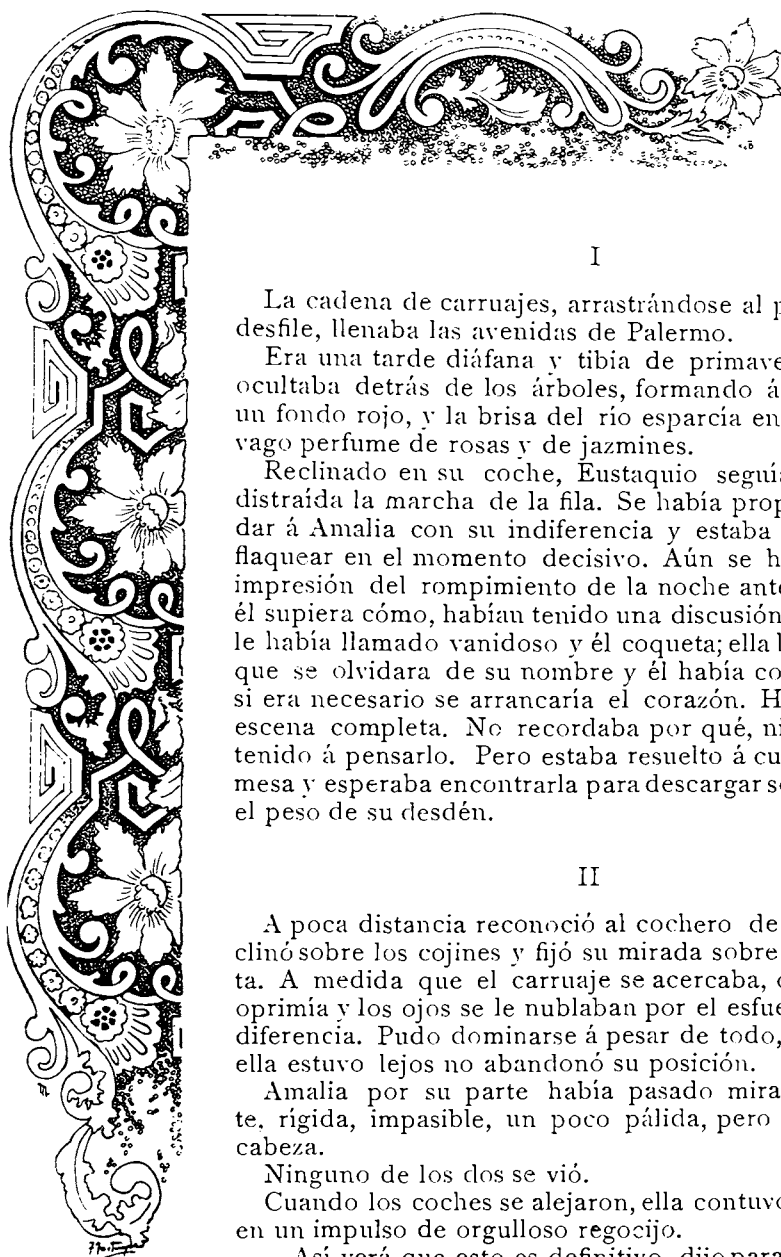 I
La cadena de carruajes, arrastrándose al
desfile, llenaba las avenidas de Palermo.
Era una tarde diáfana y tibia de
ocultaba detrás de los árboles, formando
un fondo rojo, y la brisa del río esparcía en
vago perfume de rosas y de jazmines.
Reclinado en su coche, Eustaquio
distraída la marcha de la fila. Se había
dar á Amalia con su indiferencia y estaba
flaquear en el momento decisivo. Aún se
impresión del rompimiento de la noche
él supiera cómo, habían tenido una discusión
le había llamado vanidoso y él coqueta; ella
que se olvidara de su nombre y él había
si era necesario se arrancaría el corazón.
escena completa. No recordaba por qué,
tenido á pensarlo. Pero estaba resuelto á
mesa y esperaba encontrarla para descargar
el peso de su desdén.
II
A poca distancia reconoció al cochero de
clinó sobre los cojines y fijó su mirada sobre
ta. A medida que el carruaje se acercaba,
oprimía y los ojos se le nublaban por el
diferencia. Pudo dominarse á pesar de todo,
ella estuvo lejos no abandonó su posición.
Amalia por su parte había pasado
te, rígida, impasible, un poco pálida, pero
cabeza.
Ninguno de los dos se vió.
Cuando los coches se alejaron, ella contuvo
en un impulso de orgulloso regocijo.
Así verá que esto es definitivo, dijo